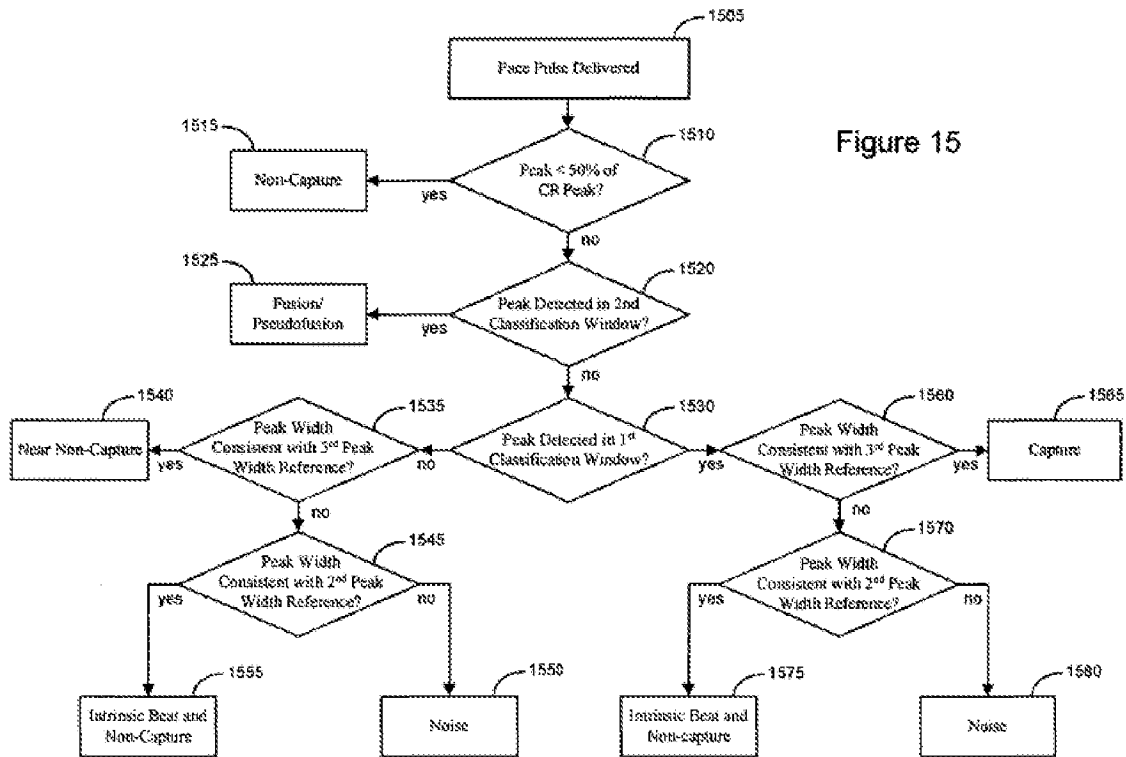 1505
Pace Pulse Delivered
1515
1510
Figure 15
Non-Capture
yes
Peak < 50% of
CR Peak?
no
1525
1520
Fusion/
Pseudofusion
yes
Peak Detected in 2nd
Classification Window?
no
1540
1535
1530
1560
1565
Near Non-Capture
yes
Peak Width
Consistent with 3rd Peak
Width Reference?
no
Peak Detected in 1st
Classification Window?
yes
Peak Width
Consistent with 3rd Peak
Width Reference?
yes
Capture
no
no
1545
1570
yes
Peak Width
Consistent with 2nd Peak
Width Reference?
no
yes
Peak Width
Consistent with 2nd Peak
Width Reference?
no
1555
1550
1575
1580
Intrinsic Beat and
Non-Capture
Noise
Intrinsic Beat and
Non-capture
Noise